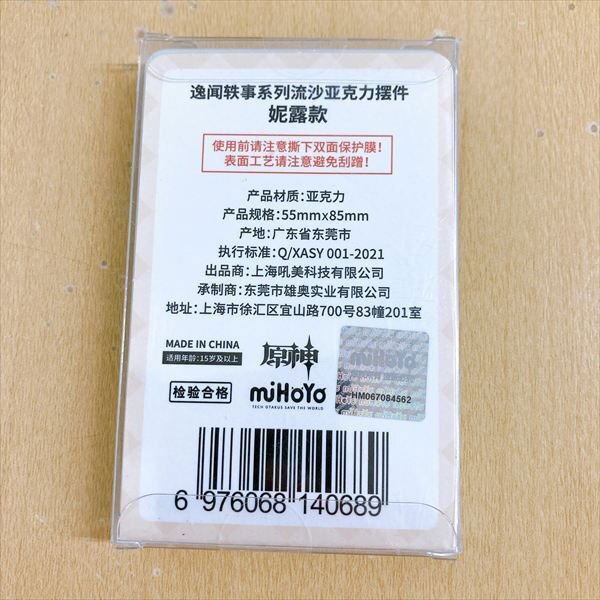 逸闻轶事系列流沙亚克力摆件
妮露款
使用前请注意撕下双面保护膜!
表面工艺请注意避免刮蹭!
产品材质:亚克力
产品规格:55mmx85mm
产地:广东省东莞市
执行标准:Q/XASY 001-2021
出品商:上海吼美科技有限公司
承制商:东莞市雄奥实业有限公司
地址:上海市徐汇区宜山路700号83幢201室
MADE IN CHINA
适用年龄:15岁及以上
原神
miHoYo
检验合格
miHoYo
TECH OTAKUS SAVE THE WORLD
HM067084562
6 976068 140689